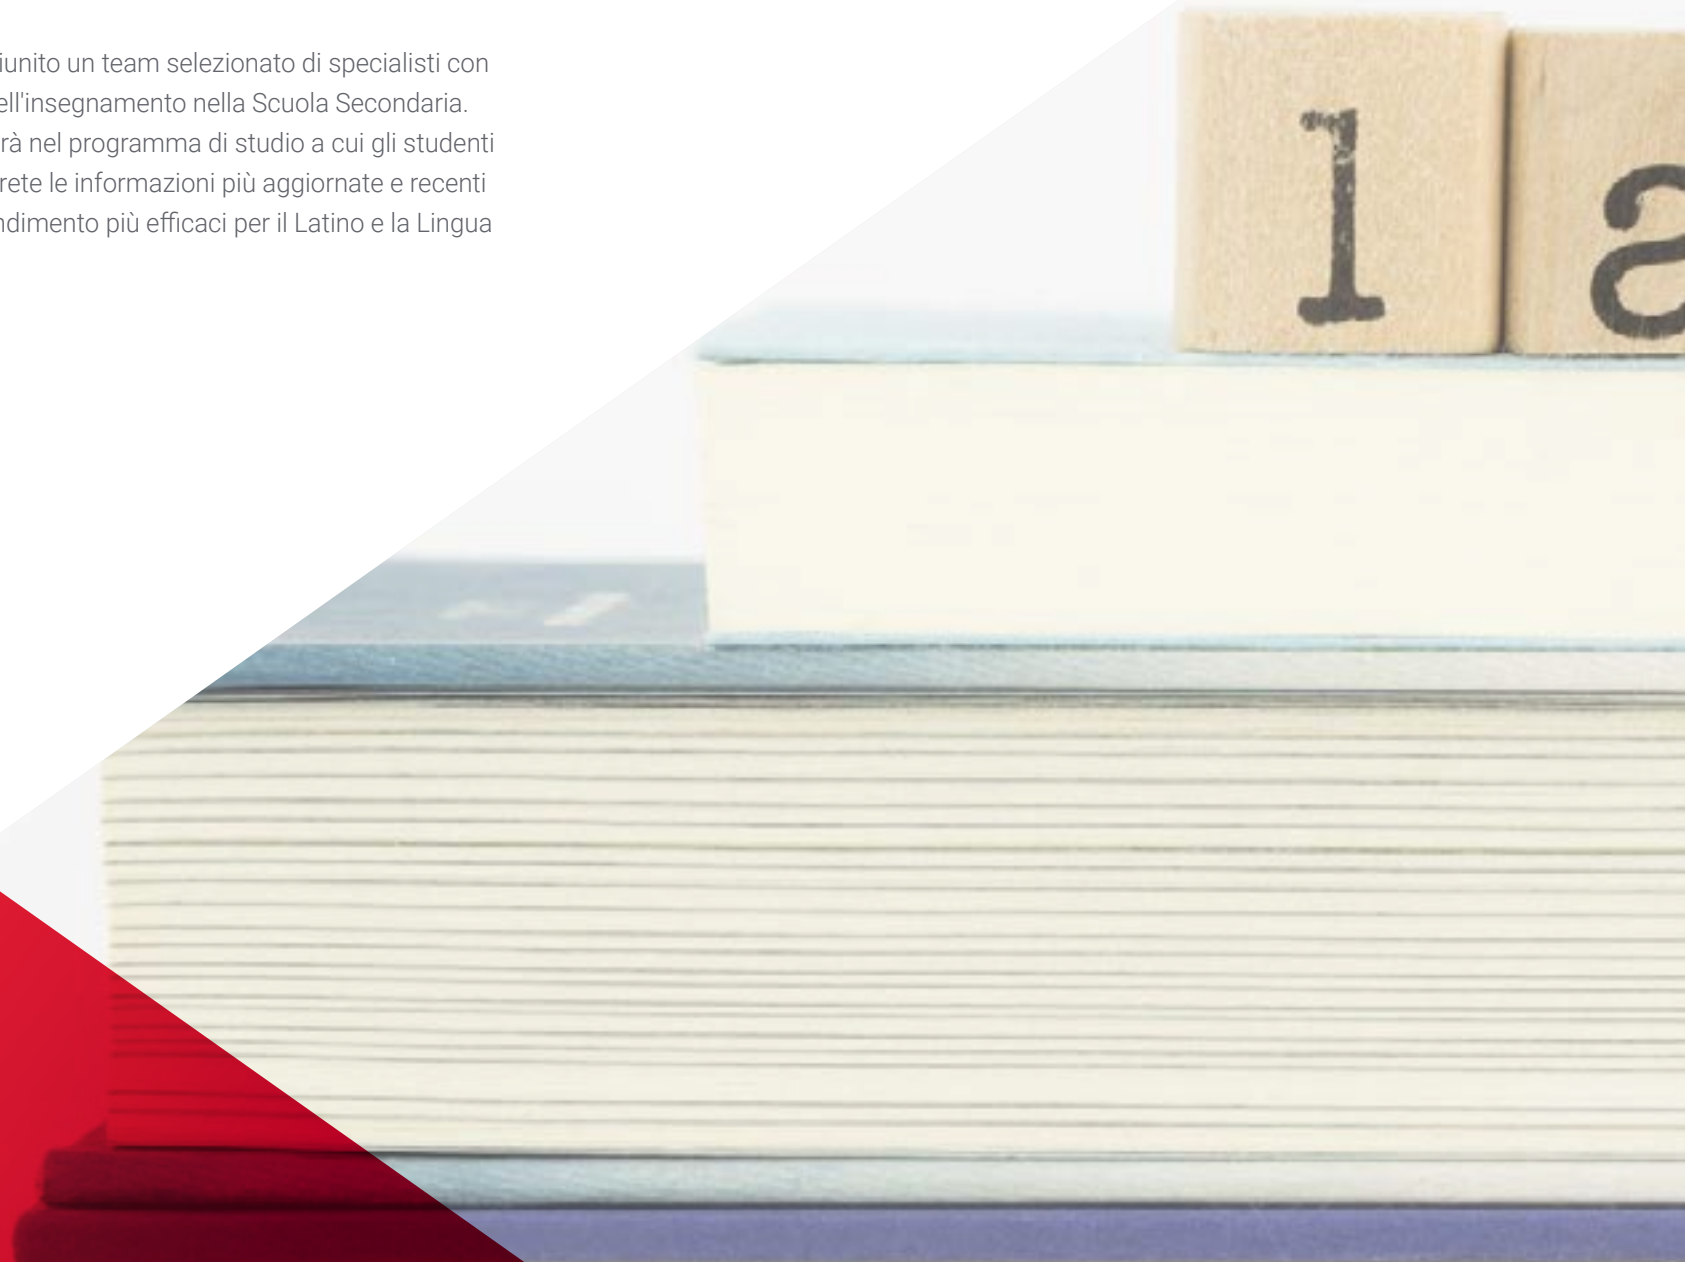 iunito un team selezionato di specialisti con
ell'insegnamento nella Scuola Secondaria.
rà nel programma di studio a cui gli studenti
rete le informazioni più aggiornate e recenti
ndimento più efficaci per il Latino e la Lingua
la